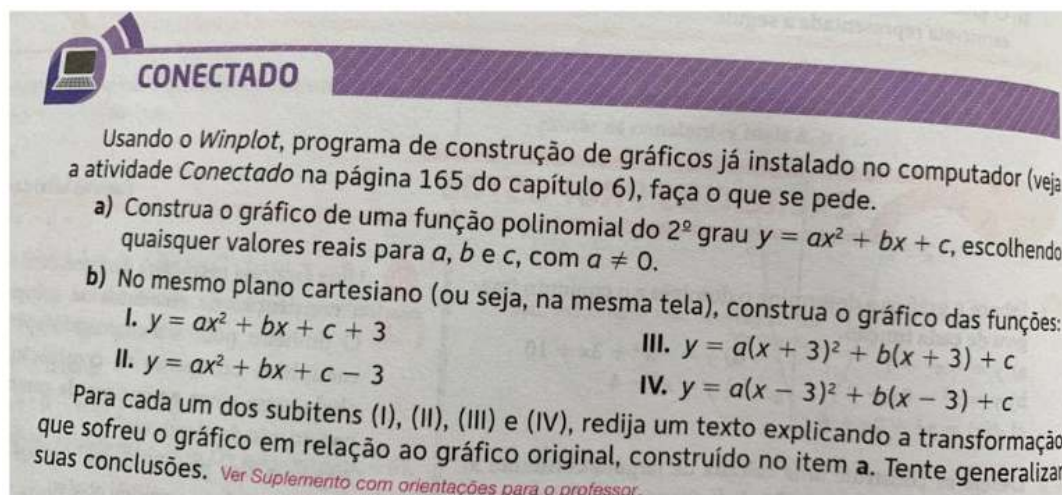 CONECTADO
Usando o Winplot, programa de construção de gráficos já instalado no computador (veja
a atividade Conectado na página 165 do capítulo 6), faça o que se pede.
a) Construa o gráfico de uma função polinomial do 2º grau y = ax² + bx + c, escolhendo
quaisquer valores reais para a, b e c, com a ≠ 0.
b) No mesmo plano cartesiano (ou seja, na mesma tela), construa o gráfico das funções:
I. y = ax² + bx + c + 3
III. y = a(x + 3)² + b(x + 3) + c
II. y = ax² + bx + c − 3
IV. y = a(x − 3)² + b(x − 3) + c
Para cada um dos subitens (I), (II), (III) e (IV), redija um texto explicando a transformação
que sofreu o gráfico em relação ao gráfico original, construído no item a. Tente generalizar
suas conclusões. Ver Suplemento com orientações para o professor.